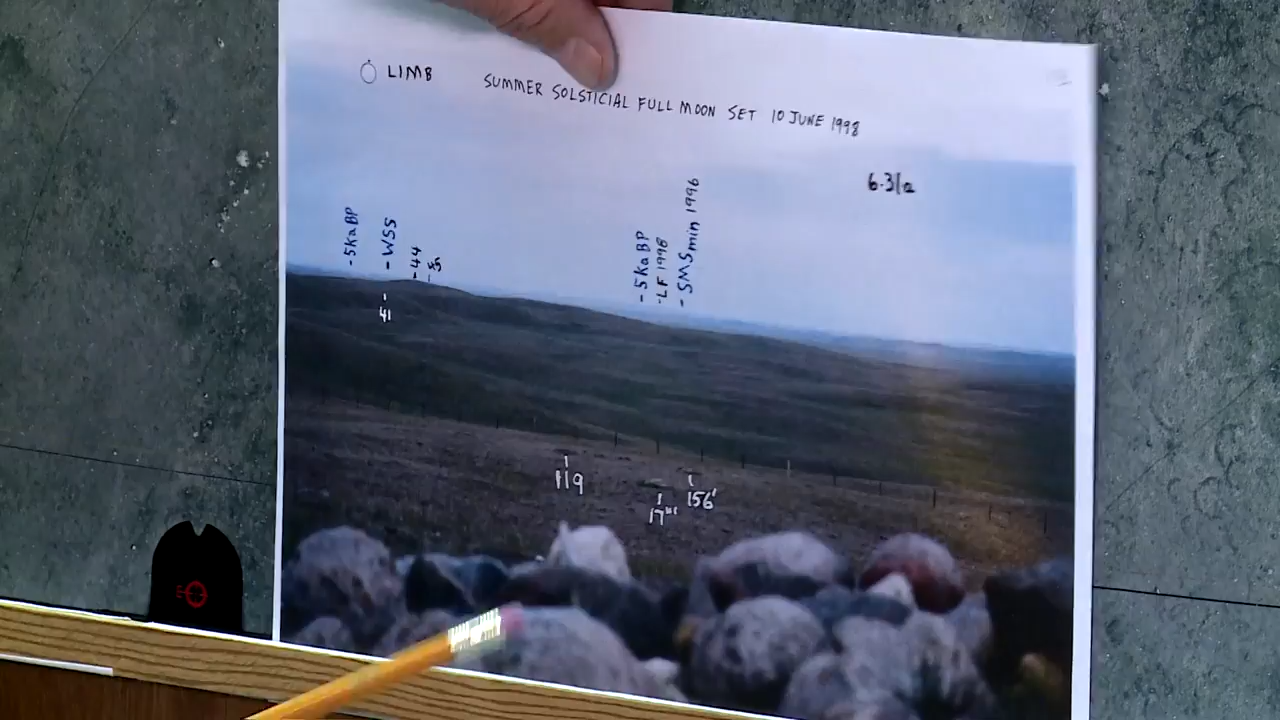 LIMB
SUMMER SOLSTICIAL FULL MOON SET 10 JUNE 1998
6.31a
-5kaBP
-WSS
-44
41
-5kaBP
-LF 1998
-SMSmin 1996
119
17"'
156'